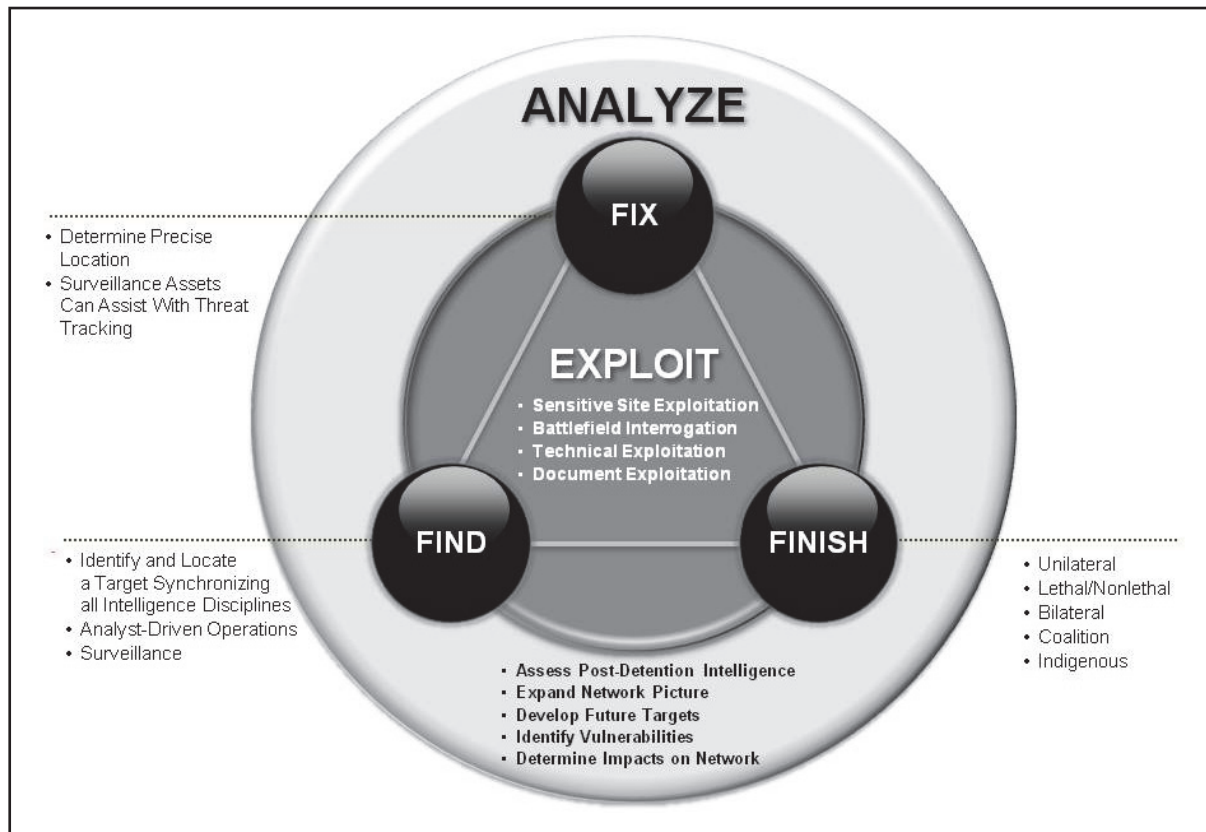 ANALYZE
FIX
• Determine Precise
Location
• Surveillance Assets
Can Assist With Threat
Tracking
EXPLOIT
• Sensitive Site Exploitation
• Battlefield Interrogation
• Technical Exploitation
• Document Exploitation
FIND
• Identify and Locate
a Target Synchronizing
all Intelligence Disciplines
• Analyst-Driven Operations
• Surveillance
FINISH
• Unilateral
• Lethal/Nonlethal
• Bilateral
• Coalition
• Indigenous
• Assess Post-Detention Intelligence
• Expand Network Picture
• Develop Future Targets
• Identify Vulnerabilities
• Determine Impacts on Network